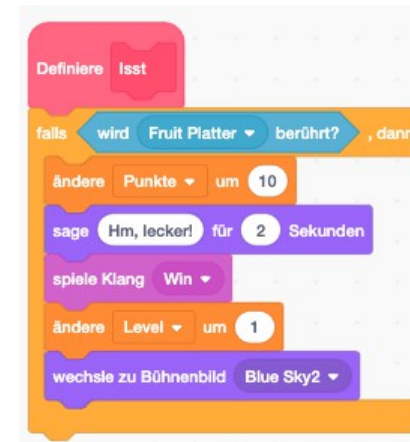 Definiere Isst
falls wird Fruit Platter berührt? , dann
ändere Punkte um 10
sage Hm, lecker! für 2 Sekunden
spiele Klang Win
ändere Level um 1
wechsle zu Bühnenbild Blue Sky2